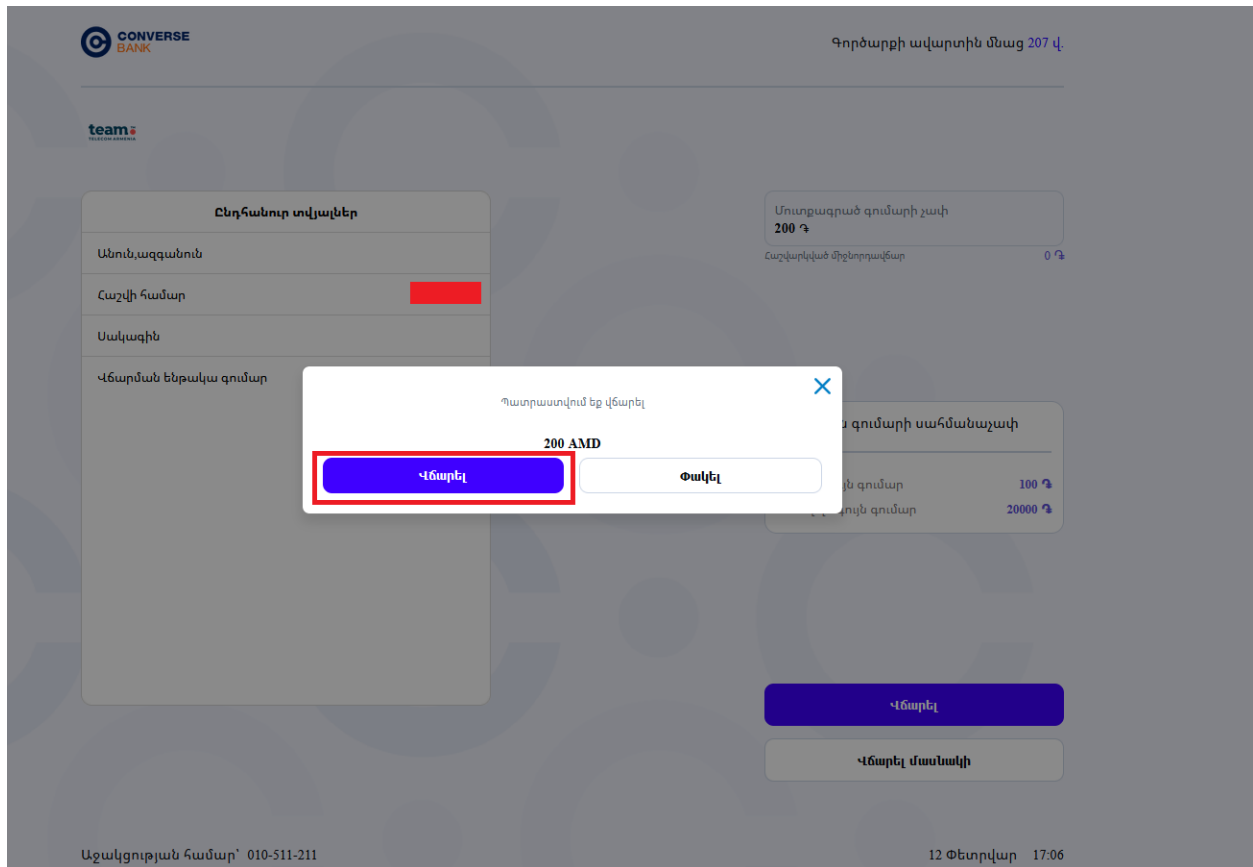 CONVERSE
BANK
Գործարքի ավարտին մնաց 207 վ.
team
TELECOM ARMENIA
Ընդհանուր տվյալներ
Անուն,ազգանուն
Հաշվի համար
Սակագին
Վճարման ենթակա գումար
Մուտքագրած գումարի չափ
200 ֏
Հաշվարկված միջնորդավճար 0 ֏
Պատրաստվում եք վճարել
200 AMD
Վճարել
Փակել
գումարի սահմանաչափ
գումար 100 ֏
գումար 20000 ֏
Վճարել
Վճարել մասնակի
Աջակցության համար՝ 010-511-211
12 Փետրվար 17:06